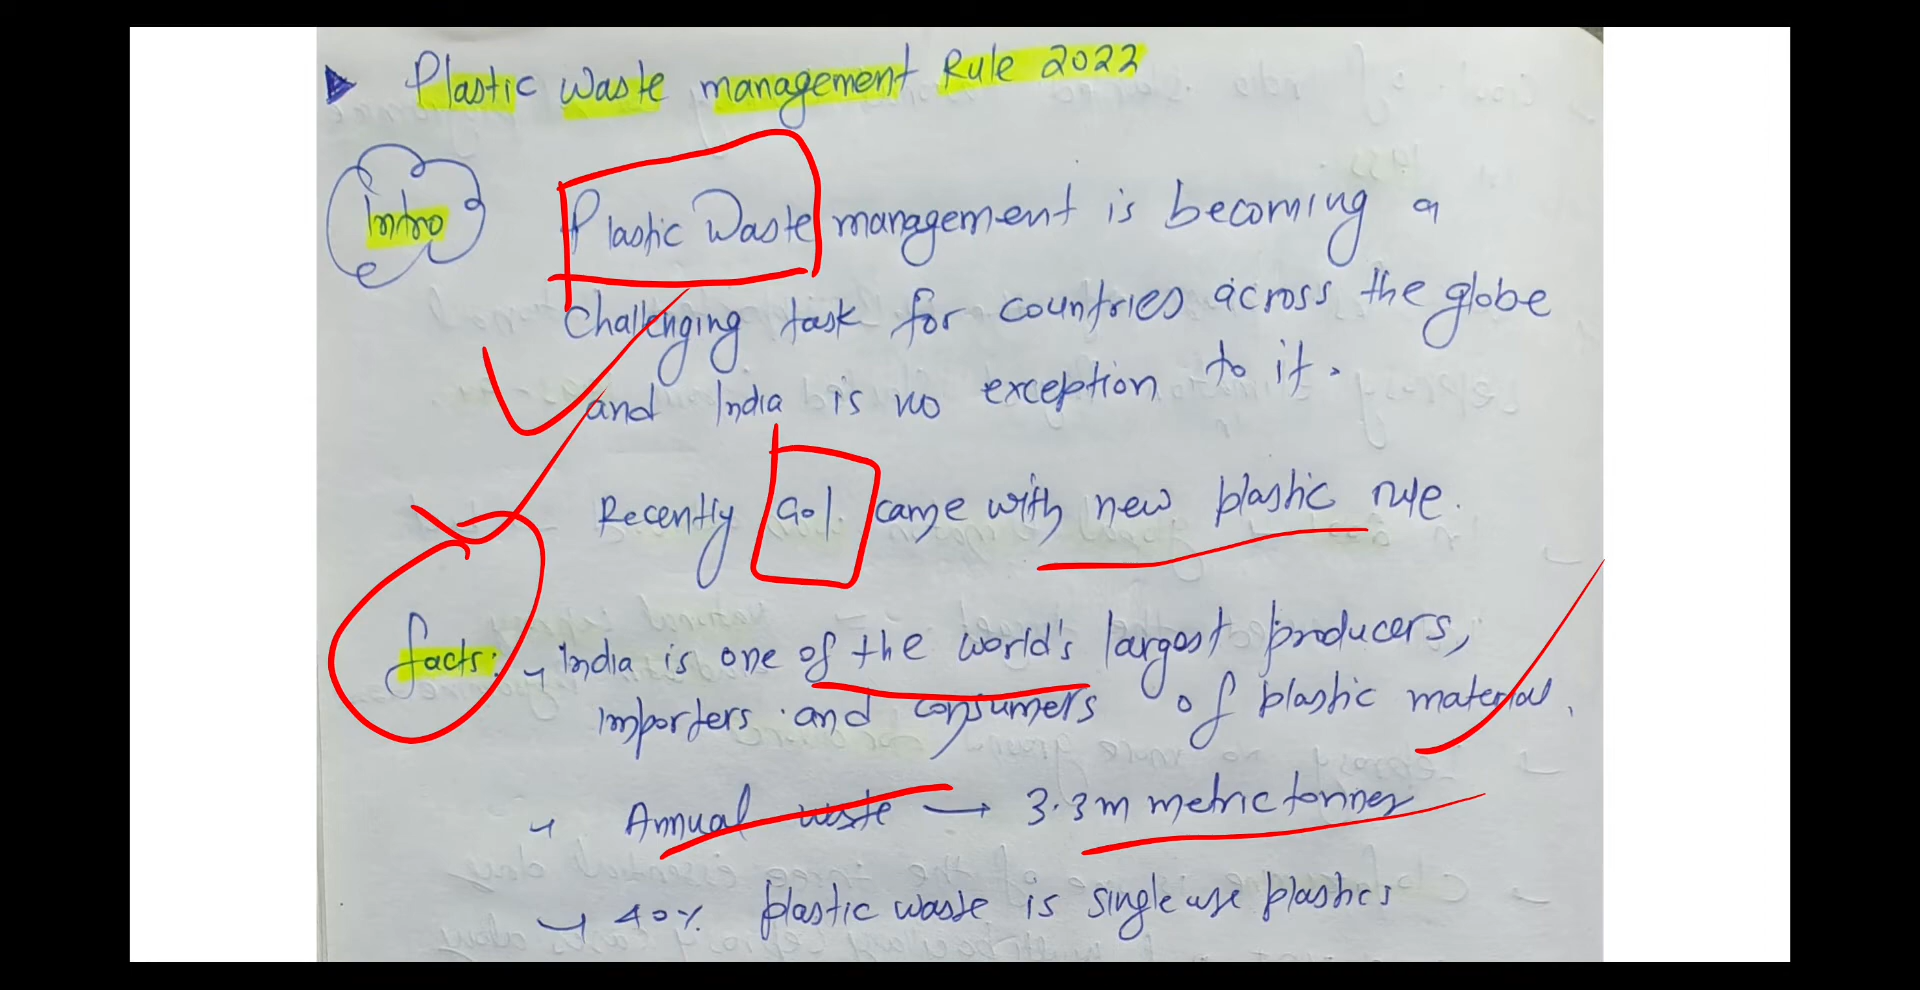 Plastic Waste management Rule 2022
Intro
Plastic Waste management is becoming a
challenging task for countries across the globe
and India is no exception to it.
Recently GoI came with new plastic rule.
facts: India is one of the world's largest producers,
importers and consumers of plastic material.
Annual waste → 3.3m metric tonnes
40% plastic waste is single use plastics